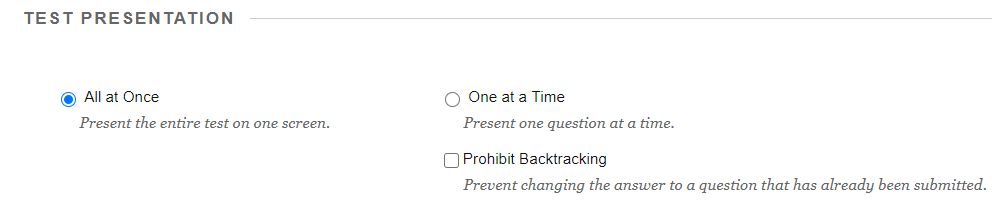 TEST PRESENTATION
All at Once
Present the entire test on one screen.
One at a Time
Present one question at a time.
Prohibit Backtracking
Prevent changing the answer to a question that has already been submitted.